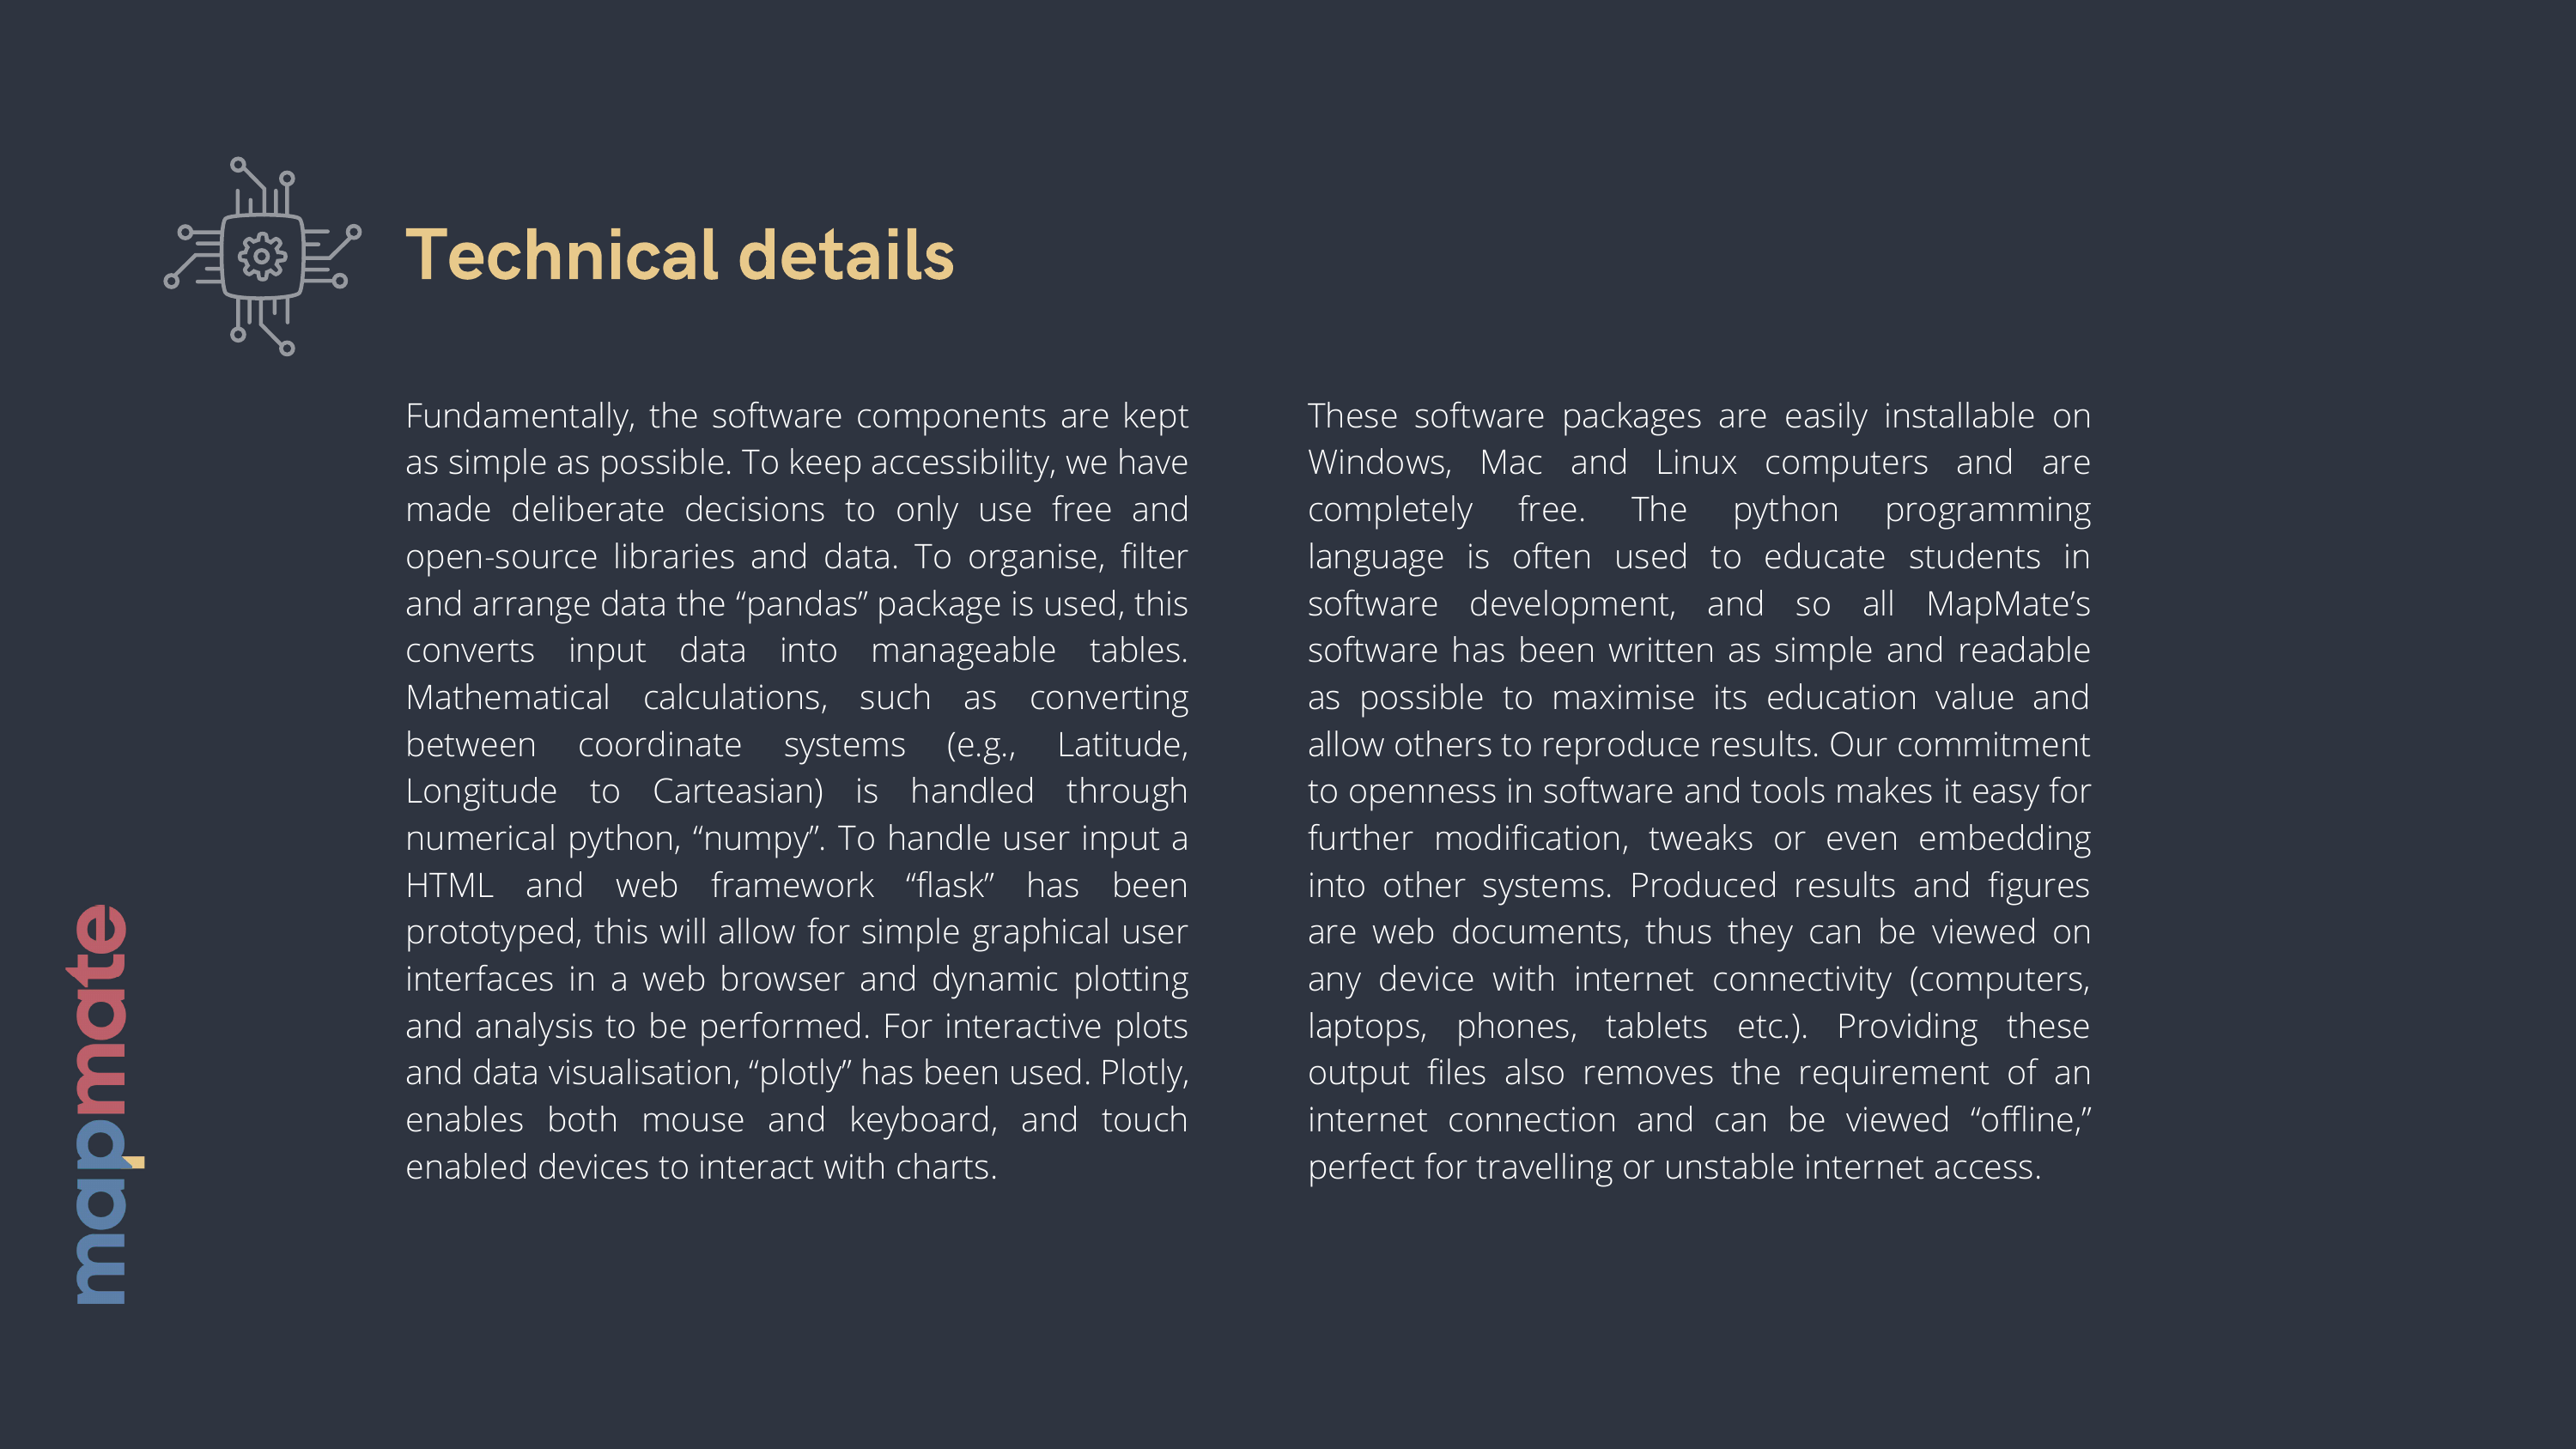 Technical details
Fundamentally, the software components are kept
as simple as possible. To keep accessibility, we have
made deliberate decisions to only use free and
open-source libraries and data. To organise, filter
and arrange data the “pandas” package is used, this
converts input data into manageable tables.
Mathematical calculations, such as converting
between coordinate systems (e.g., Latitude,
Longitude to Carteasian) is handled through
numerical python, “numpy”. To handle user input a
HTML and web framework “flask” has been
prototyped, this will allow for simple graphical user
interfaces in a web browser and dynamic plotting
and analysis to be performed. For interactive plots
and data visualisation, “plotly” has been used. Plotly,
enables both mouse and keyboard, and touch
enabled devices to interact with charts.
These software packages are easily installable on
Windows, Mac and Linux computers and are
completely free. The python programming
language is often used to educate students in
software development, and so all MapMate’s
software has been written as simple and readable
as possible to maximise its education value and
allow others to reproduce results. Our commitment
to openness in software and tools makes it easy for
further modification, tweaks or even embedding
into other systems. Produced results and figures
are web documents, thus they can be viewed on
any device with internet connectivity (computers,
laptops, phones, tablets etc.). Providing these
output files also removes the requirement of an
internet connection and can be viewed “offline,”
perfect for travelling or unstable internet access.
mapmate